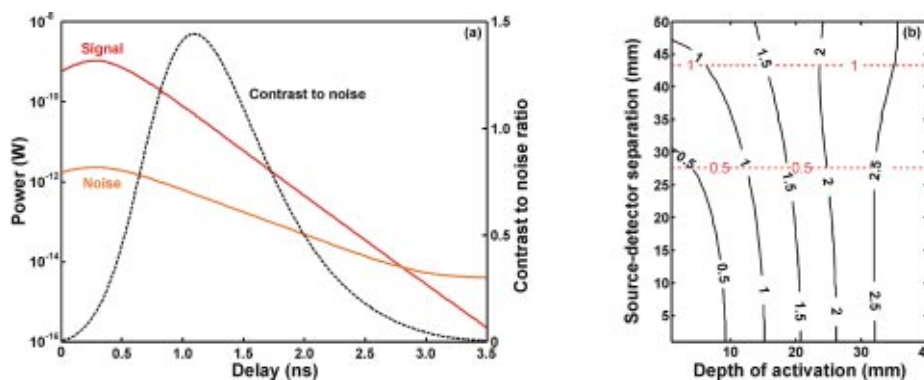 (a)
Signal
Noise
Contrast to noise
Power (W)
10⁻⁸
10⁻¹⁰
10⁻¹²
10⁻¹⁴
10⁻¹⁶
0 0.5 1.0 1.5 2.0 2.5 3.0 3.5
Delay (ns)
1.5
1.0
0.5
0
Contrast to noise ratio
(b)
Source-detector separation (mm)
50
45
40
35
30
25
20
15
10
5
10 20 30 40
Depth of activation (mm)
1 1.5 2
1 1
0.5 1 0.5 2 2.5
1.5
0.5 1 1.5 2 2.5